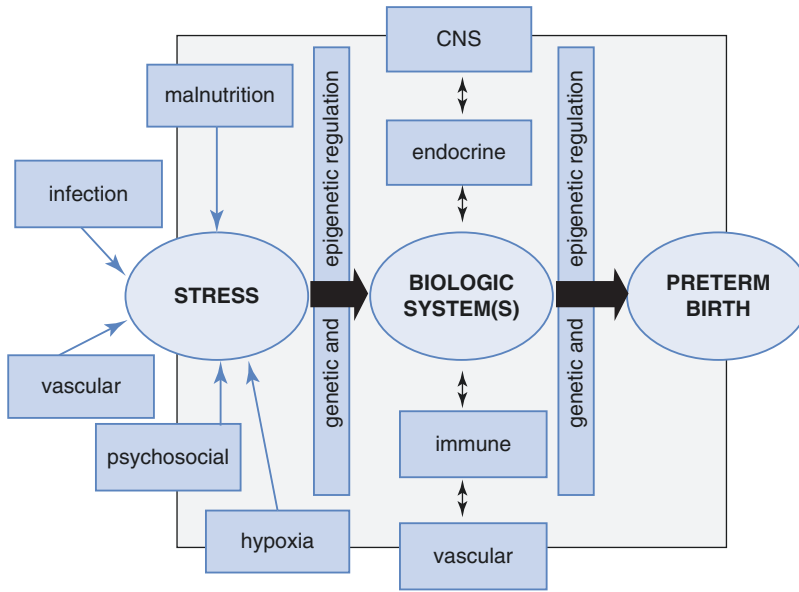 CNS
malnutrition
endocrine
infection
epigenetic regulation
epigenetic regulation
STRESS
BIOLOGIC
SYSTEM(S)
PRETERM
BIRTH
genetic and
genetic and
vascular
psychosocial
immune
hypoxia
vascular